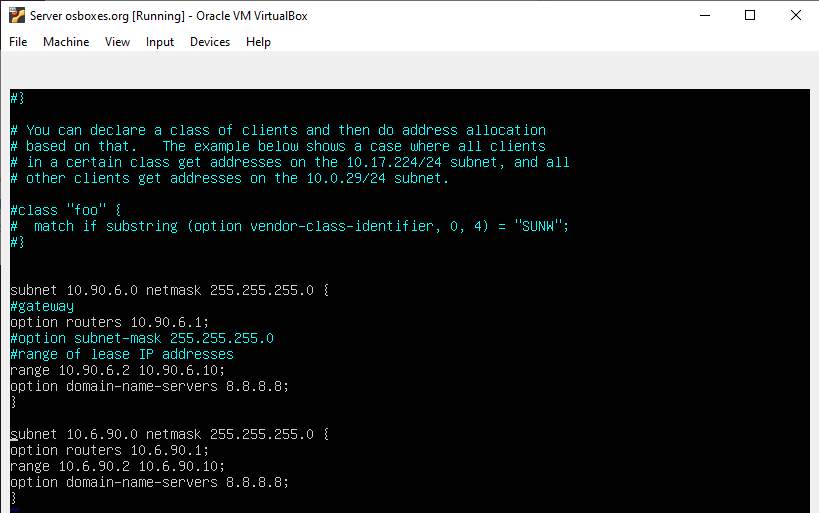 Server osboxes.org [Running] - Oracle VM VirtualBox
File Machine View Input Devices Help
#}
# You can declare a class of clients and then do address allocation
# based on that.   The example below shows a case where all clients
# in a certain class get addresses on the 10.17.224/24 subnet, and all
# other clients get addresses on the 10.0.29/24 subnet.
#class "foo" {
#  match if substring (option vendor-class-identifier, 0, 4) = "SUNW";
#}
subnet 10.90.6.0 netmask 255.255.255.0 {
#gateway
option routers 10.90.6.1;
#option subnet-mask 255.255.255.0
#range of lease IP addresses
range 10.90.6.2 10.90.6.10;
option domain-name-servers 8.8.8.8;
}
subnet 10.6.90.0 netmask 255.255.255.0 {
option routers 10.6.90.1;
range 10.6.90.2 10.6.90.10;
option domain-name-servers 8.8.8.8;
}